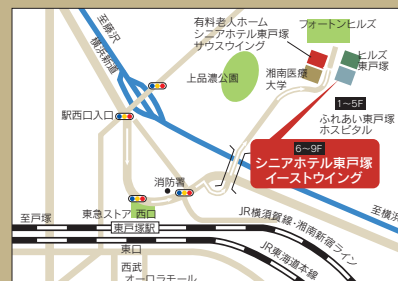 至藤沢
横浜新道
有料老人ホーム
シニアホテル東戸塚
サウスウイング
フォートンヒルズ
ヒルズ
東戸塚
上品濃公園
湘南医療
大学
1～5F
ふれあい東戸塚
ホスピタル
駅西口入口
6～9F
シニアホテル東戸塚
イーストウイング
消防署
至横浜
東急ストア 西口
至戸塚
東戸塚駅
JR横須賀線・湘南新宿ライン
東口
JR東海道本線
西武
オーロラモール